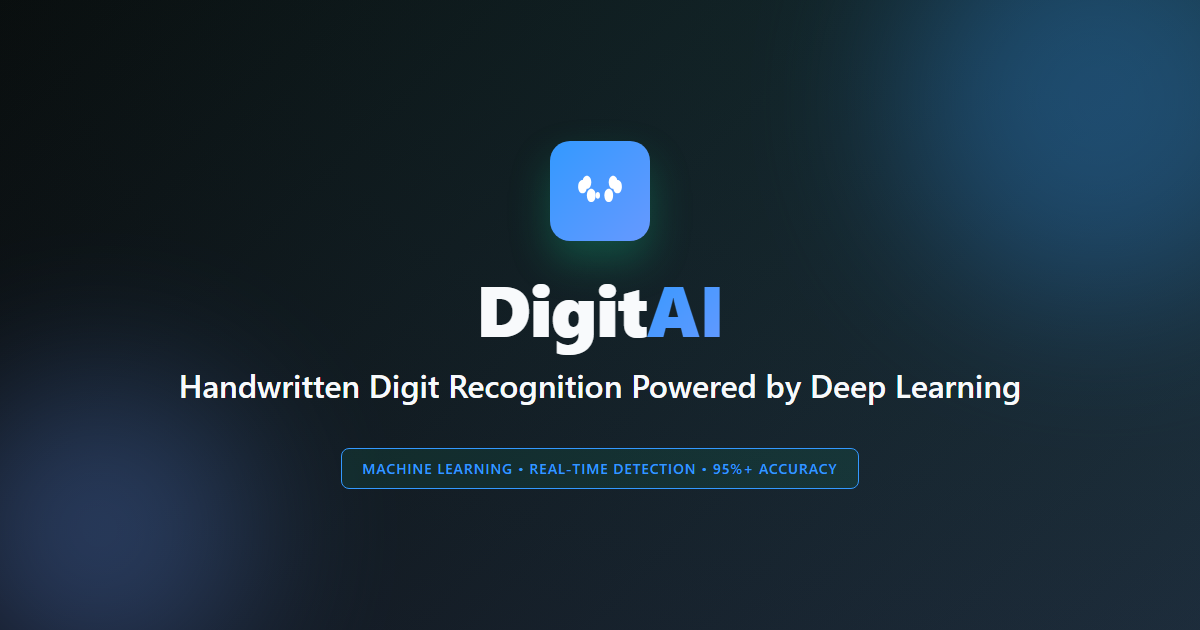 DigitAI
Handwritten Digit Recognition Powered by Deep Learning
MACHINE LEARNING • REAL-TIME DETECTION • 95%+ ACCURACY